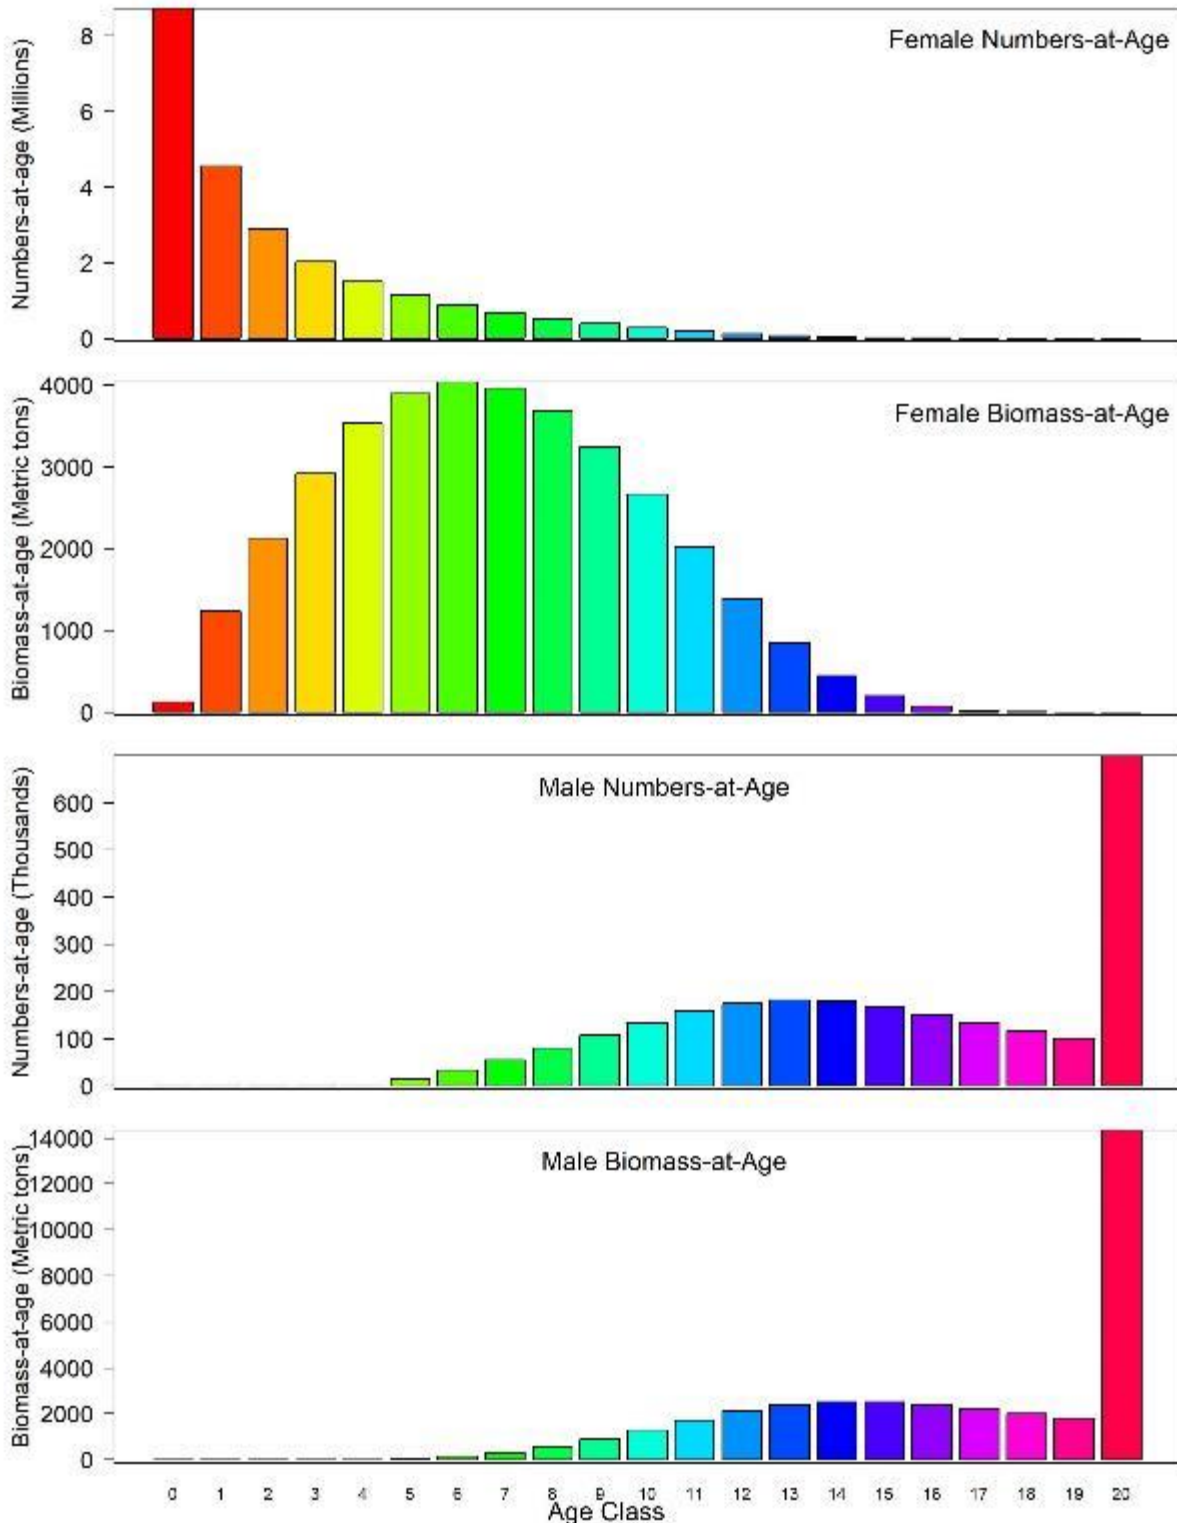 Female Numbers-at-Age
Numbers-at-age (Millions)
8
6
4
2
0
Female Biomass-at-Age
Biomass-at-age (Metric tons)
4000
3000
2000
1000
0
Male Numbers-at-Age
Numbers-at-age (Thousands)
600
500
400
300
200
100
0
Male Biomass-at-Age
Biomass-at-age (Metric tons)
14000
12000
10000
8000
6000
4000
2000
0
0 1 2 3 4 5 6 7 8 9 10 11 12 13 14 15 16 17 18 19 20
Age Class